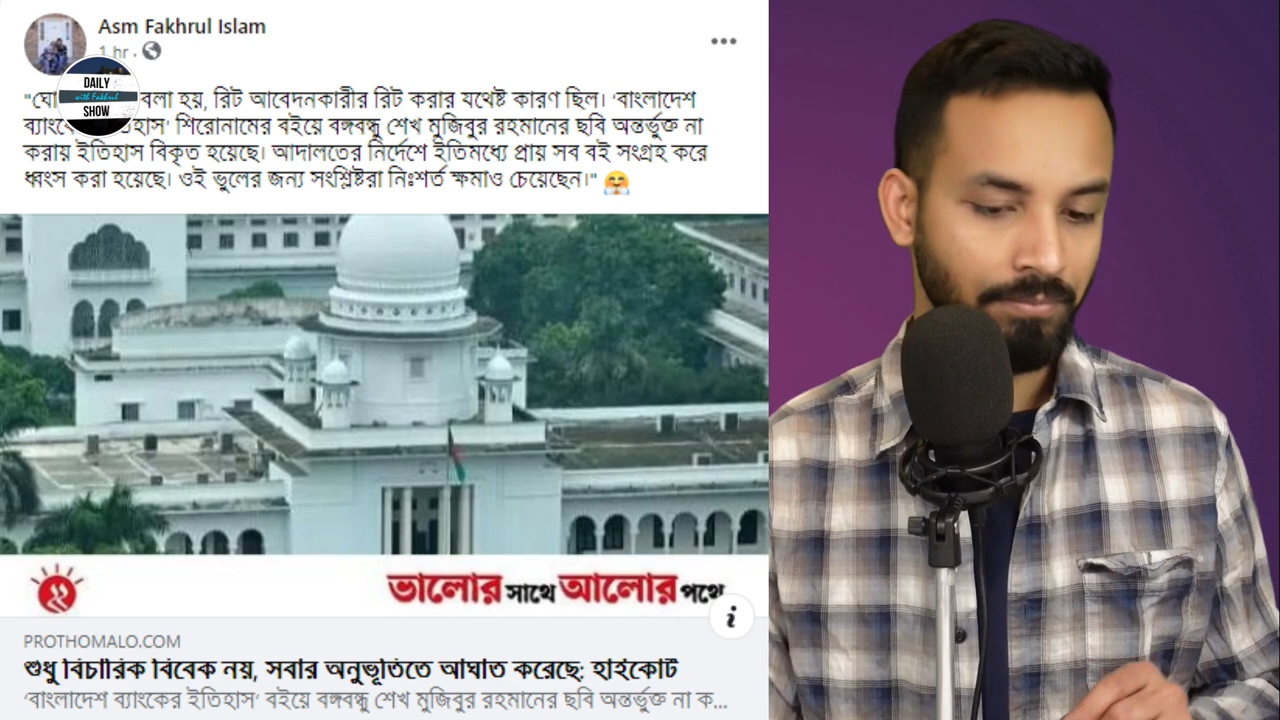 Asm Fakhrul Islam
1 hr ·
DAILY
with Fakhrul
SHOW
"ঘো বলা হয়, রিট আবেদনকারীর রিট করার যথেষ্ট কারণ ছিল। 'বাংলাদেশ
শিরোনামের বইয়ে বঙ্গবন্ধু শেখ মুজিবুর রহমানের ছবি অন্তর্ভুক্ত না
করায় ইতিহাস বিকৃত হয়েছে। আদালতের নির্দেশে ইতিমধ্যে প্রায় সব বই সংগ্রহ করে
ধ্বংস করা হয়েছে। ওই ভুলের জন্য সংশ্লিষ্টরা নিঃশর্ত ক্ষমাও চেয়েছেন।" 🤗
ভালোর সাথে আলোর পথে
i
PROTHOMALO.COM
শুধু বিচারিক বিবেক নয়, সবার অনুভূতিতে আঘাত করেছে: হাইকোর্ট
'বাংলাদেশ ব্যাংকের ইতিহাস' বইয়ে বঙ্গবন্ধু শেখ মুজিবুর রহমানের ছবি অন্তর্ভুক্ত না ক...